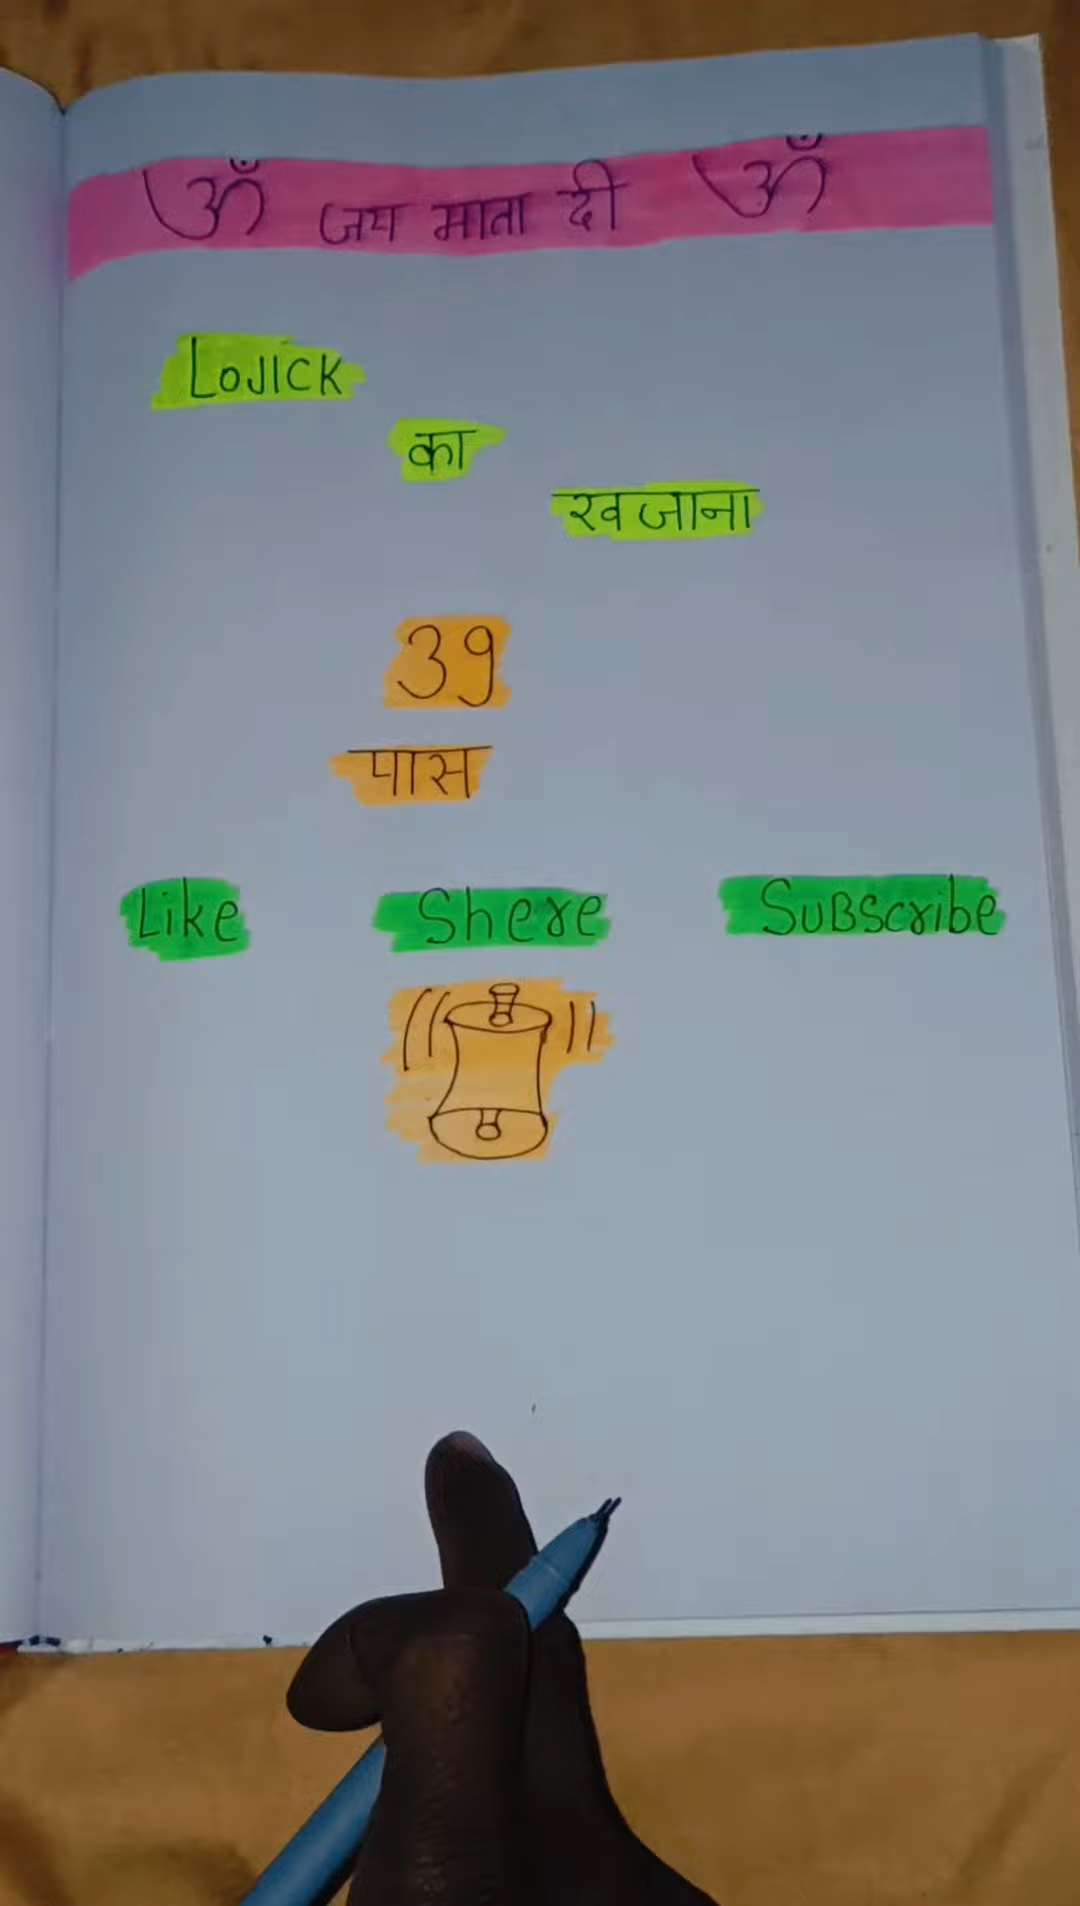 ॐ जय माता दी ॐ
LOJICK
का
खजाना
39
पास
Like Shere SUBScribe